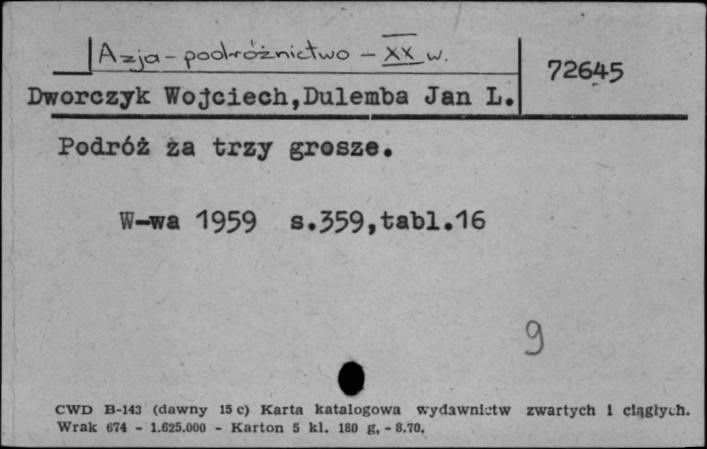 Azja - podróżnictwo - XX w.
72645
Dworczyk Wojciech,Dulemba Jan L.
Podróż za trzy grosze.
W-wa 1959 s.359,tabl.16
9
CWD B-143 (dawny 15 c) Karta katalogowa wydawnictw zwartych i ciągłych.
Wrak 674 - 1.625.000 - Karton 5 kl. 180 g, - 8.70.